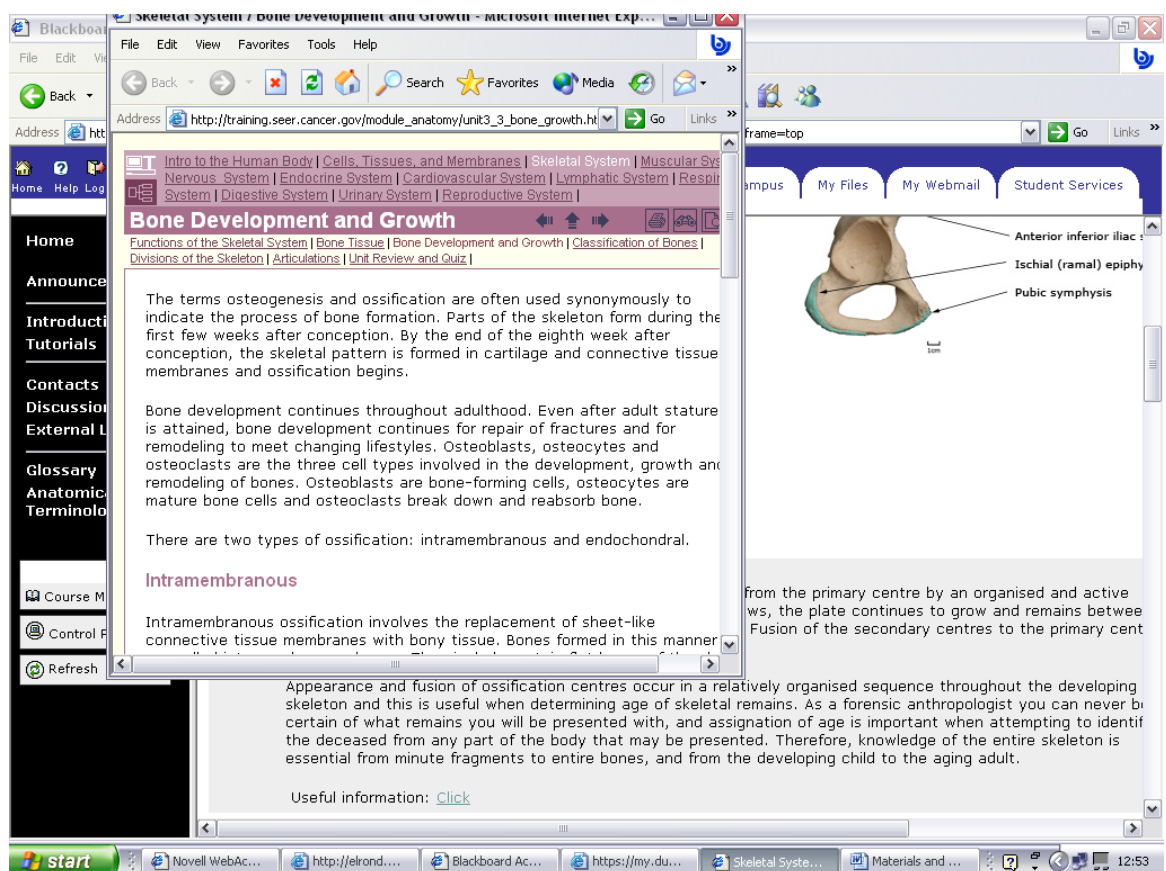 Blackboa
Skeletal System / Bone Development and Growth - Microsoft Internet Exp...
File Edit View Favorites Tools Help
File Edit Vie
Back Search Favorites Media »
Back
Address http://training.seer.cancer.gov/module_anatomy/unit3_3_bone_growth.ht Go Links »
Address htt
frame=top Go Links »
Home Help Log
ampus My Files My Webmail Student Services
Intro to the Human Body | Cells, Tissues, and Membranes | Skeletal System | Muscular Sys
Nervous System | Endocrine System | Cardiovascular System | Lymphatic System | Respir
System | Digestive System | Urinary System | Reproductive System |
Bone Development and Growth
Functions of the Skeletal System | Bone Tissue | Bone Development and Growth | Classification of Bones |
Divisions of the Skeleton | Articulations | Unit Review and Quiz |
The terms osteogenesis and ossification are often used synonymously to
indicate the process of bone formation. Parts of the skeleton form during the
first few weeks after conception. By the end of the eighth week after
conception, the skeletal pattern is formed in cartilage and connective tissue
membranes and ossification begins.
Bone development continues throughout adulthood. Even after adult stature
is attained, bone development continues for repair of fractures and for
remodeling to meet changing lifestyles. Osteoblasts, osteocytes and
osteoclasts are the three cell types involved in the development, growth and
remodeling of bones. Osteoblasts are bone-forming cells, osteocytes are
mature bone cells and osteoclasts break down and reabsorb bone.
There are two types of ossification: intramembranous and endochondral.
Intramembranous
Intramembranous ossification involves the replacement of sheet-like
connective tissue membranes with bony tissue. Bones formed in this manner
Home
Announce
Introducti
Tutorials
Contacts
Discussion
External L
Glossary
Anatomica
Terminolo
Course M
Control P
Refresh
Anterior inferior iliac s
Ischial (ramal) epiphy
Pubic symphysis
1cm
from the primary centre by an organised and active
ws, the plate continues to grow and remains betwee
Fusion of the secondary centres to the primary cent
Appearance and fusion of ossification centres occur in a relatively organised sequence throughout the developing
skeleton and this is useful when determining age of skeletal remains. As a forensic anthropologist you can never b
certain of what remains you will be presented with, and assignation of age is important when attempting to identif
the deceased from any part of the body that may be presented. Therefore, knowledge of the entire skeleton is
essential from minute fragments to entire bones, and from the developing child to the aging adult.
Useful information: Click
start Novell WebAc... http://elrond.... Blackboard Ac... https://my.du... Skeletal Syste... Materials and ... 12:53